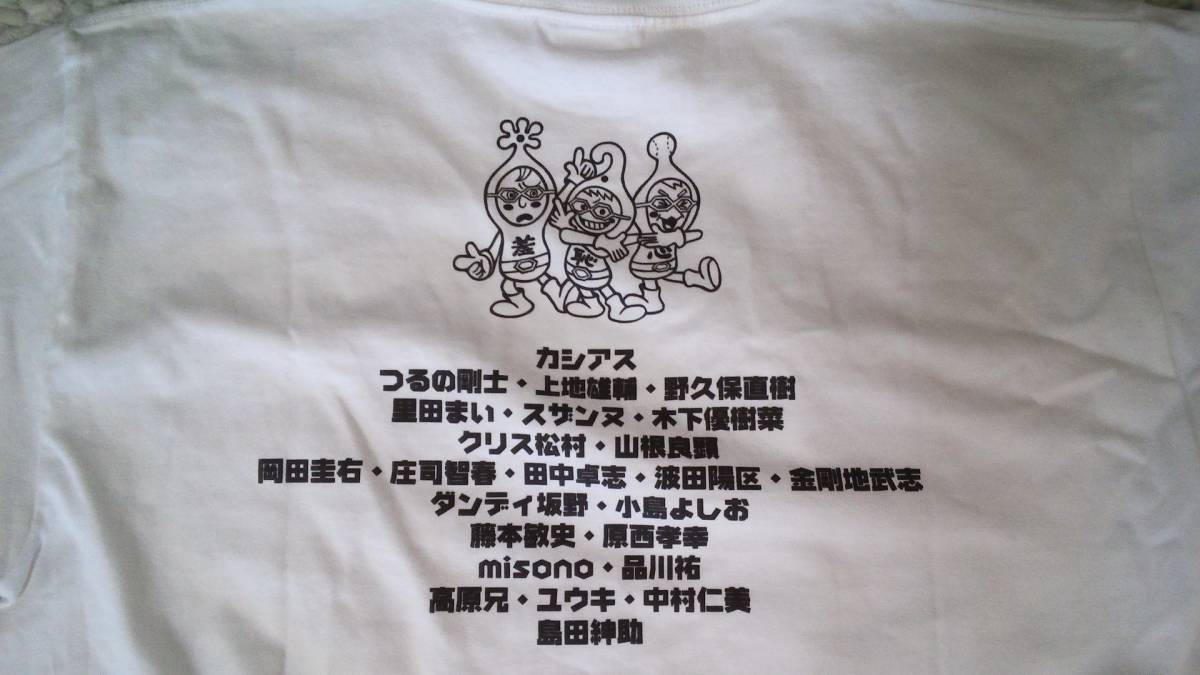 差 恥 心
カシアス
つるの剛士・上地雄輔・野久保直樹
里田まい・スザンヌ・木下優樹菜
クリス松村・山根良顕
岡田圭右・庄司智春・田中卓志・波田陽区・金剛地武志
ダンディ坂野・小島よしお
藤本敏史・原西孝幸
misono・品川祐
高原兄・ユウキ・中村仁美
島田紳助